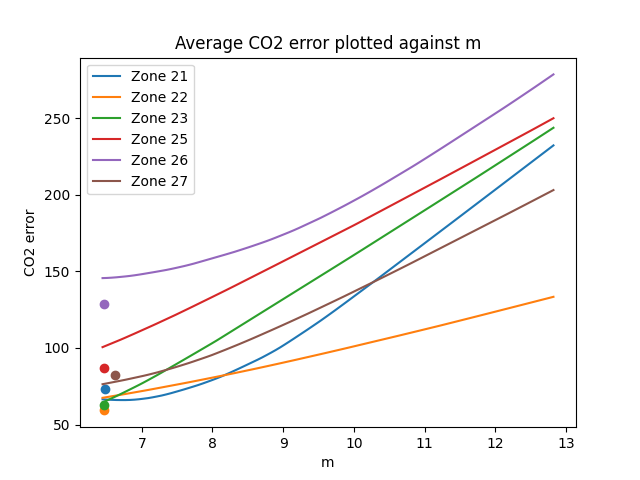 Average CO2 error plotted against m
Zone 21
Zone 22
Zone 23
Zone 25
Zone 26
Zone 27
250
200
150
100
50
CO2 error
7 8 9 10 11 12 13
m